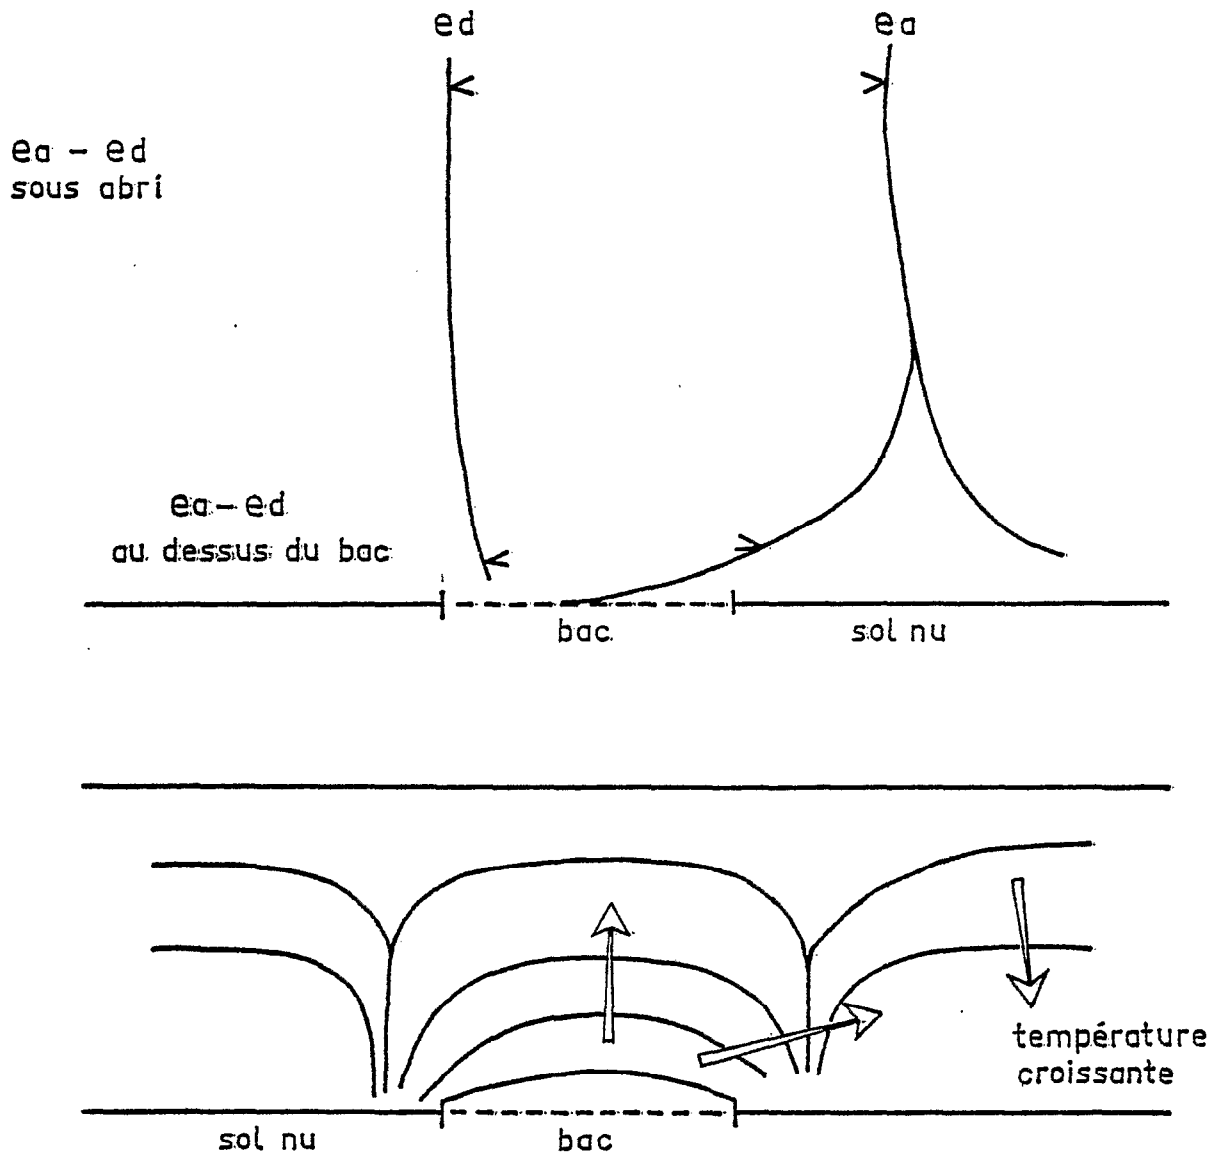 ed
ea
ea - ed
sous abri
ea - ed
au dessus du bac
bac
sol nu
température
croissante
sol nu
bac